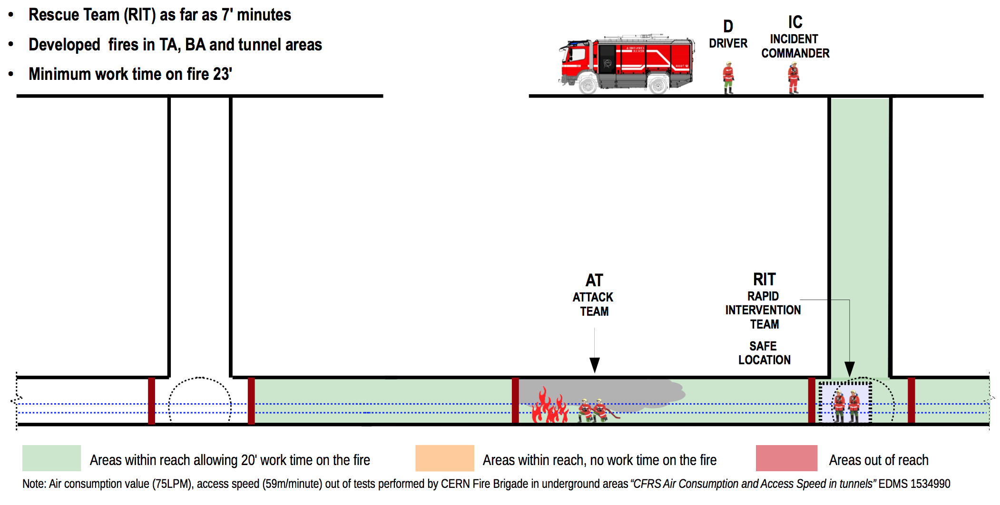 • Rescue Team (RIT) as far as 7' minutes
• Developed fires in TA, BA and tunnel areas
• Minimum work time on fire 23'
D
DRIVER
IC
INCIDENT
COMMANDER
AT
ATTACK
TEAM
RIT
RAPID
INTERVENTION
TEAM
SAFE
LOCATION
Areas within reach allowing 20' work time on the fire
Areas within reach, no work time on the fire
Areas out of reach
Note: Air consumption value (75LPM), access speed (59m/minute) out of tests performed by CERN Fire Brigade in underground areas “CFRS Air Consumption and Access Speed in tunnels” EDMS 1534990